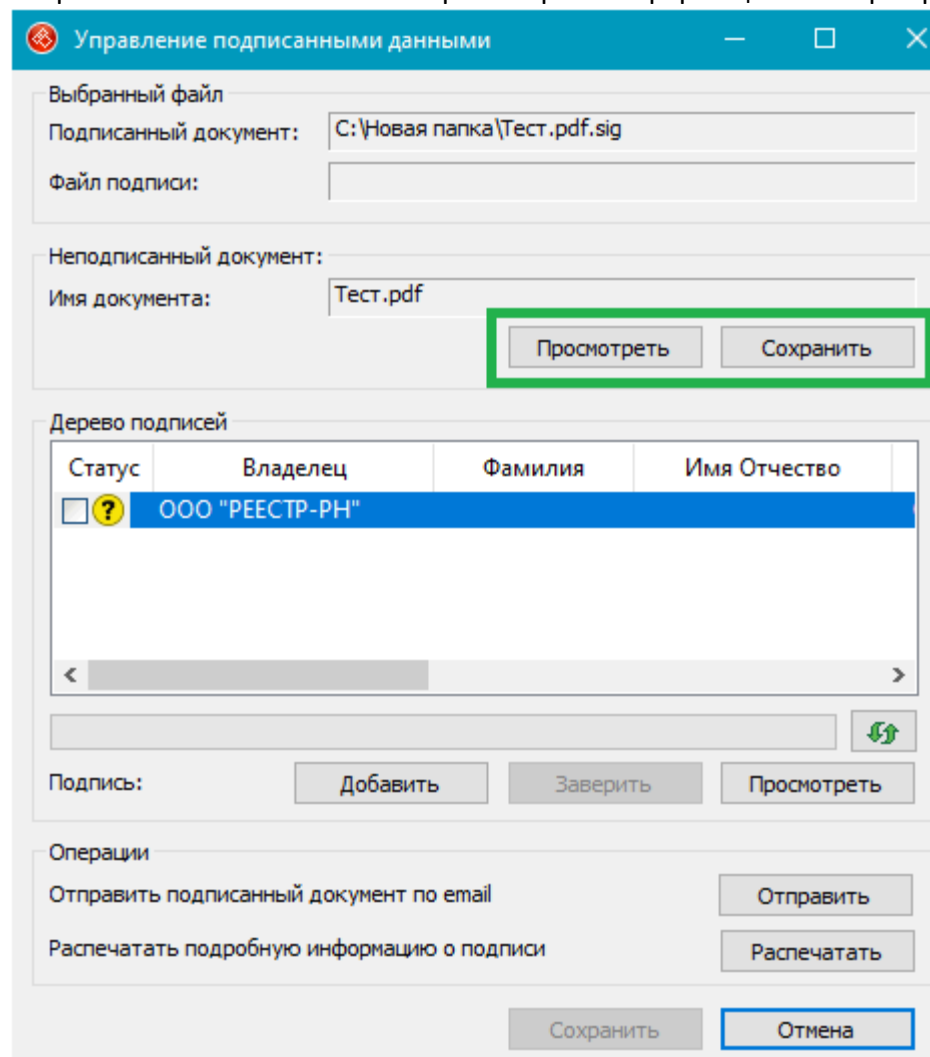 Управление подписанными данными
Выбранный файл
Подписанный документ: C:\Новая папка\Тест.pdf.sig
Файл подписи:
Неподписанный документ:
Имя документа: Тест.pdf
Просмотреть Сохранить
Дерево подписей
Статус Владелец Фамилия Имя Отчество
? ООО "РЕЕСТР-РН"
Подпись: Добавить Заверить Просмотреть
Операции
Отправить подписанный документ по email Отправить
Распечатать подробную информацию о подписи Распечатать
Сохранить Отмена